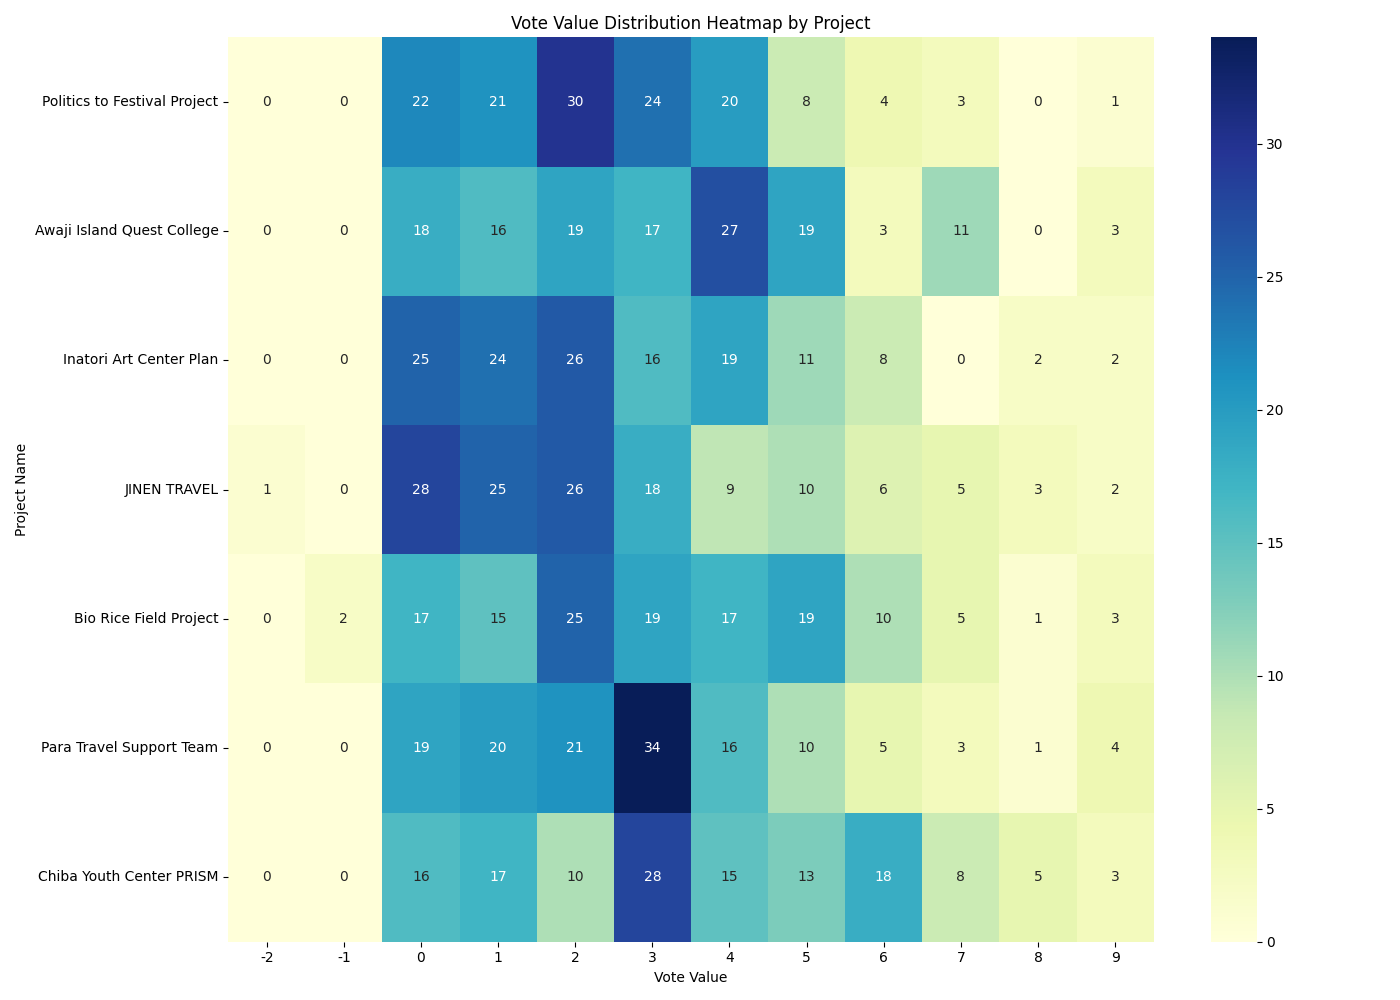 Vote Value Distribution Heatmap by Project
Project Name
Politics to Festival Project 0 0 22 21 30 24 20 8 4 3 0 1
Awaji Island Quest College 0 0 18 16 19 17 27 19 3 11 0 3
Inatori Art Center Plan 0 0 25 24 26 16 19 11 8 0 2 2
JINEN TRAVEL 1 0 28 25 26 18 9 10 6 5 3 2
Bio Rice Field Project 0 2 17 15 25 19 17 19 10 5 1 3
Para Travel Support Team 0 0 19 20 21 34 16 10 5 3 1 4
Chiba Youth Center PRISM 0 0 16 17 10 28 15 13 18 8 5 3
-2 -1 0 1 2 3 4 5 6 7 8 9
Vote Value
30
25
20
15
10
5
0